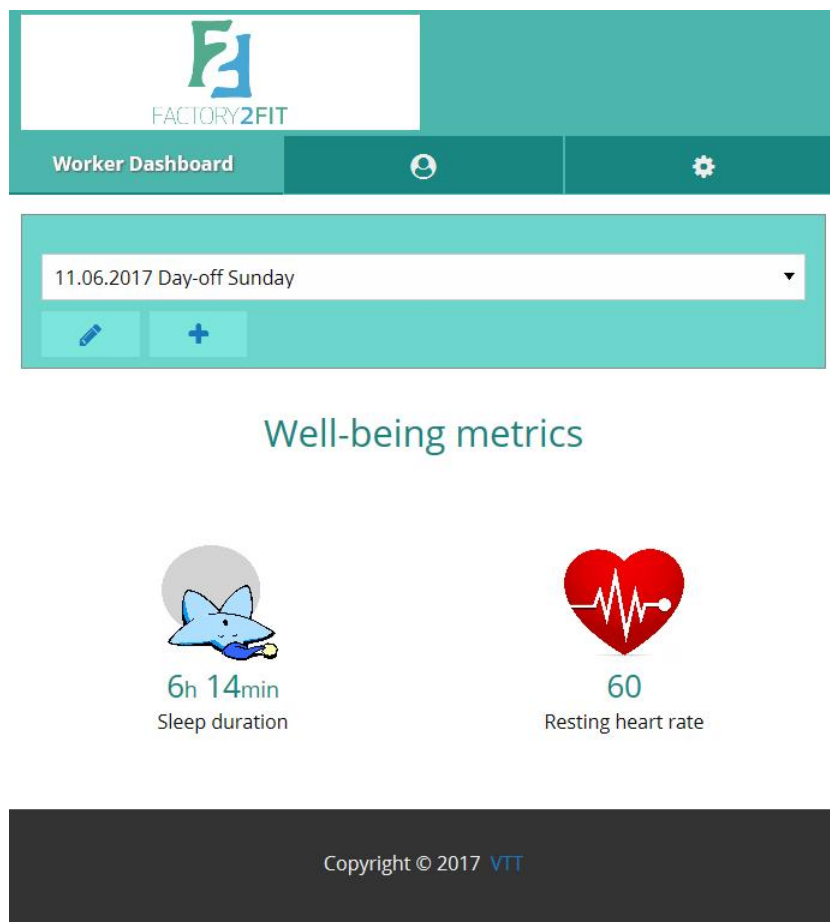 FACTORY2FIT
Worker Dashboard
11.06.2017 Day-off Sunday
Well-being metrics
6h 14min
Sleep duration
60
Resting heart rate
Copyright © 2017 VTT